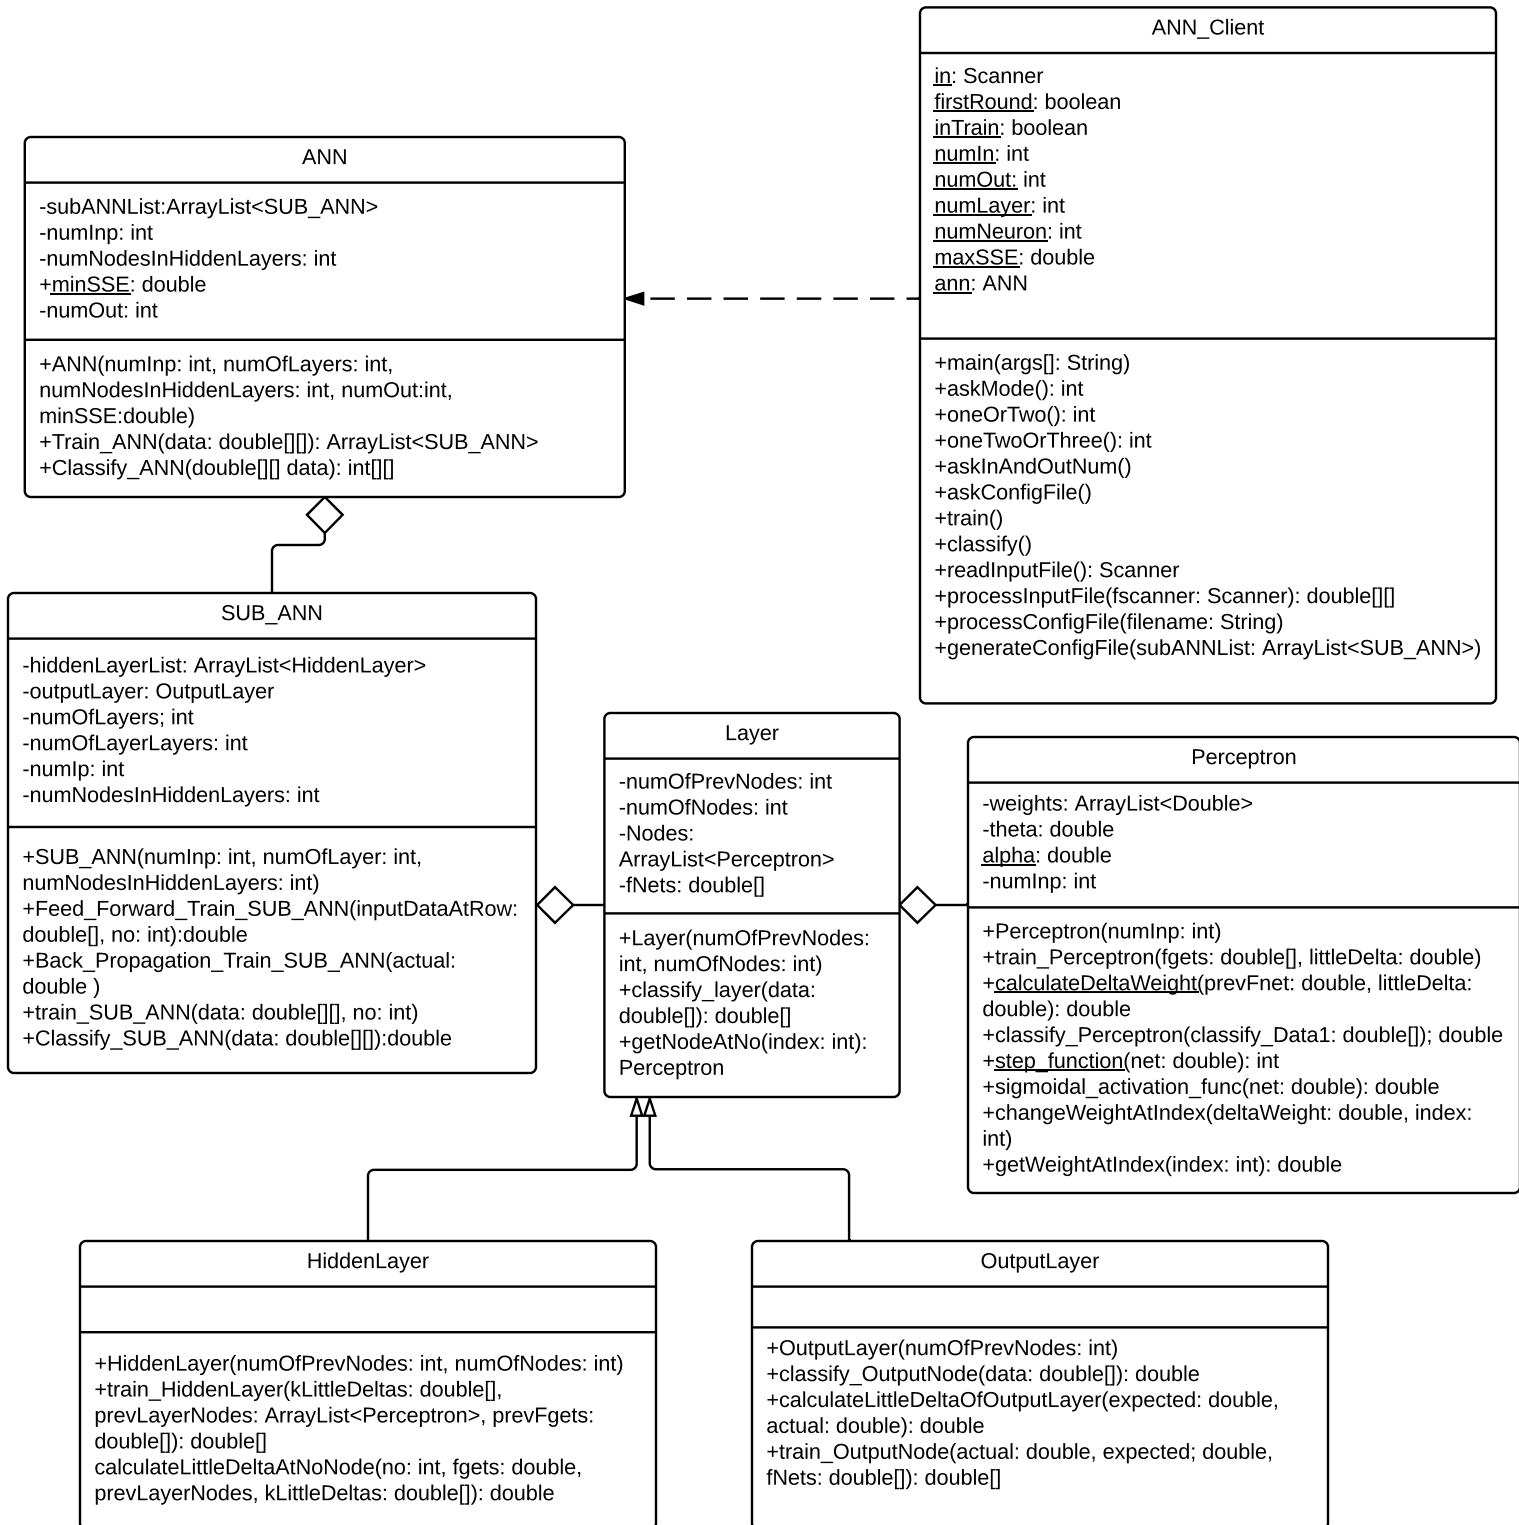 ANN_Client
in: Scanner
firstRound: boolean
inTrain: boolean
numIn: int
numOut: int
numLayer: int
numNeuron: int
maxSSE: double
ann: ANN
+main(args[]: String)
+askMode(): int
+oneOrTwo(): int
+oneTwoOrThree(): int
+askInAndOutNum()
+askConfigFile()
+train()
+classify()
+readInputFile(): Scanner
+processInputFile(fscanner: Scanner): double[][]
+processConfigFile(filename: String)
+generateConfigFile(subANNList: ArrayList<SUB_ANN>)
ANN
-subANNList:ArrayList<SUB_ANN>
-numInp: int
-numNodesInHiddenLayers: int
+minSSE: double
-numOut: int
+ANN(numInp: int, numOfLayers: int,
numNodesInHiddenLayers: int, numOut:int,
minSSE:double)
+Train_ANN(data: double[][]): ArrayList<SUB_ANN>
+Classify_ANN(double[][] data): int[][]
SUB_ANN
-hiddenLayerList: ArrayList<HiddenLayer>
-outputLayer: OutputLayer
-numOfLayers; int
-numOfLayerLayers: int
-numIp: int
-numNodesInHiddenLayers: int
+SUB_ANN(numInp: int, numOfLayer: int,
numNodesInHiddenLayers: int)
+Feed_Forward_Train_SUB_ANN(inputDataAtRow:
double[], no: int):double
+Back_Propagation_Train_SUB_ANN(actual:
double )
+train_SUB_ANN(data: double[][], no: int)
+Classify_SUB_ANN(data: double[][]):double
Layer
-numOfPrevNodes: int
-numOfNodes: int
-Nodes:
ArrayList<Perceptron>
-fNets: double[]
+Layer(numOfPrevNodes:
int, numOfNodes: int)
+classify_layer(data:
double[]): double[]
+getNodeAtNo(index: int):
Perceptron
Perceptron
-weights: ArrayList<Double>
-theta: double
alpha: double
-numInp: int
+Perceptron(numInp: int)
+train_Perceptron(fgets: double[], littleDelta: double)
+calculateDeltaWeight(prevFnet: double, littleDelta:
double): double
+classify_Perceptron(classify_Data1: double[]); double
+step_function(net: double): int
+sigmoidal_activation_func(net: double): double
+changeWeightAtIndex(deltaWeight: double, index:
int)
+getWeightAtIndex(index: int): double
HiddenLayer
+HiddenLayer(numOfPrevNodes: int, numOfNodes: int)
+train_HiddenLayer(kLittleDeltas: double[],
prevLayerNodes: ArrayList<Perceptron>, prevFgets:
double[]): double[]
calculateLittleDeltaAtNoNode(no: int, fgets: double,
prevLayerNodes, kLittleDeltas: double[]): double
OutputLayer
+OutputLayer(numOfPrevNodes: int)
+classify_OutputNode(data: double[]): double
+calculateLittleDeltaOfOutputLayer(expected: double,
actual: double): double
+train_OutputNode(actual: double, expected; double,
fNets: double[]): double[]